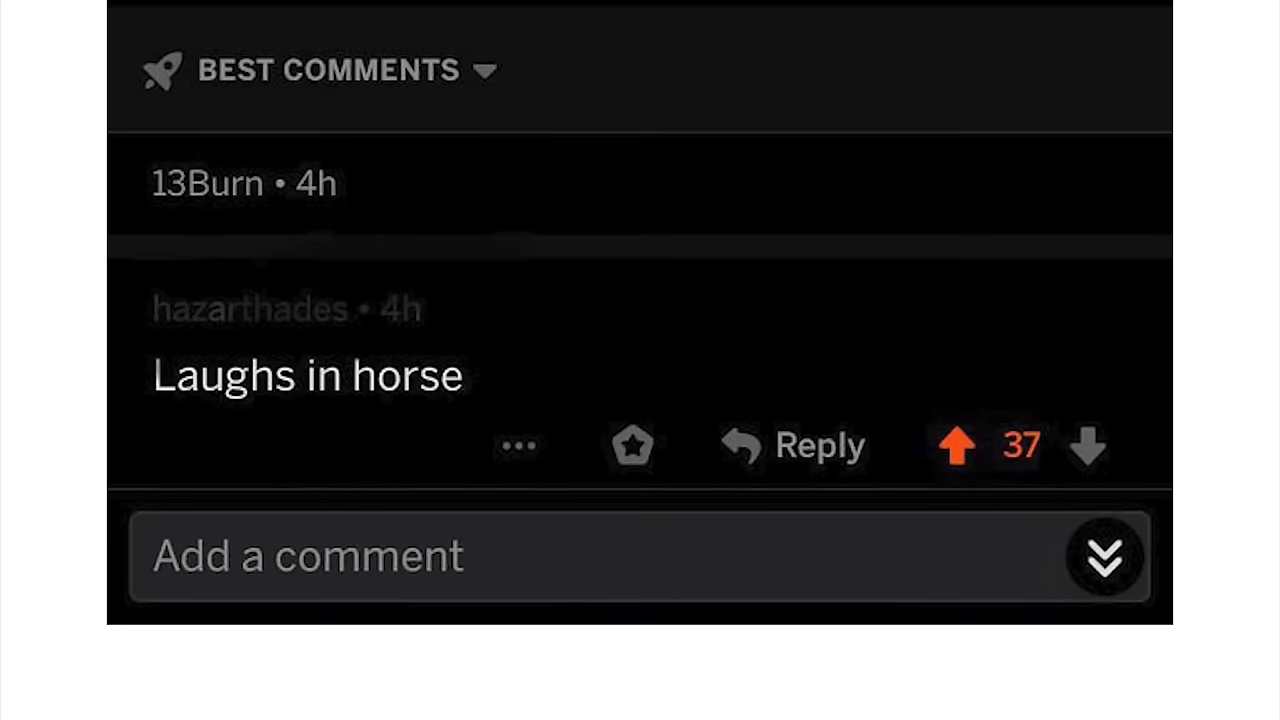 BEST COMMENTS
13Burn • 4h
hazarthades • 4h
Laughs in horse
Reply 37
Add a comment